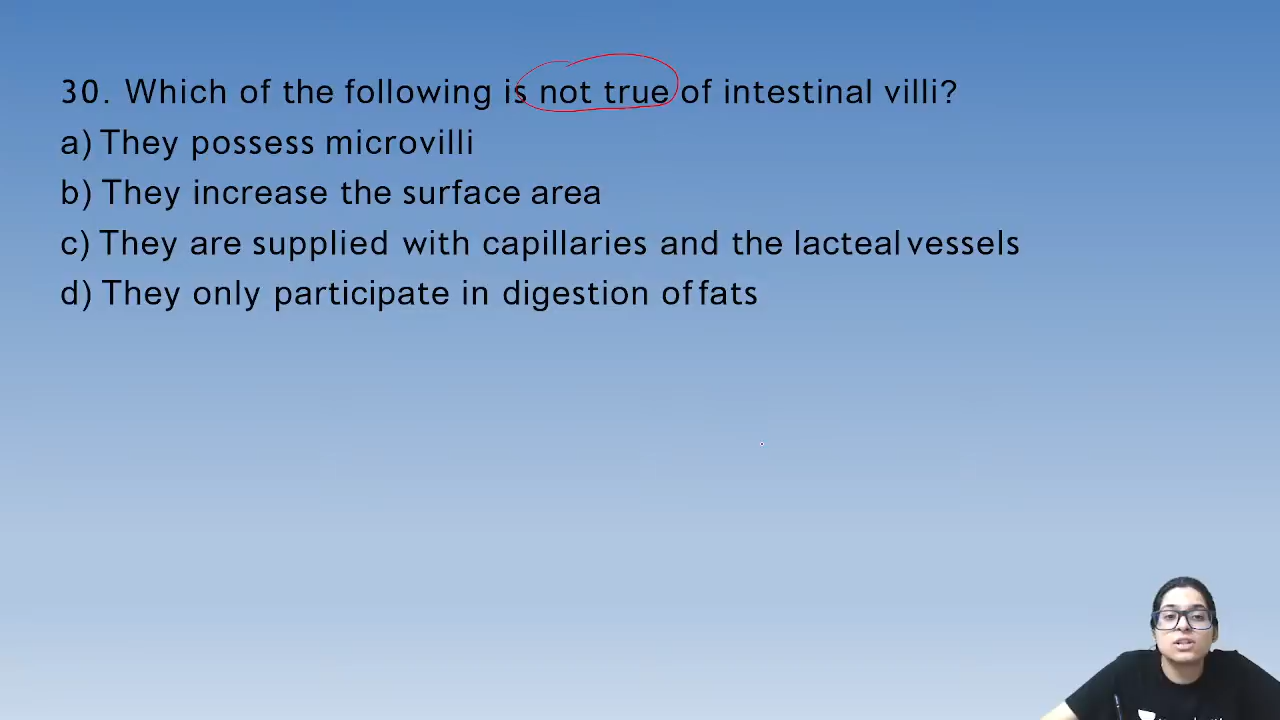 30. Which of the following is not true of intestinal villi?
a) They possess microvilli
b) They increase the surface area
c) They are supplied with capillaries and the lacteal vessels
d) They only participate in digestion of fats